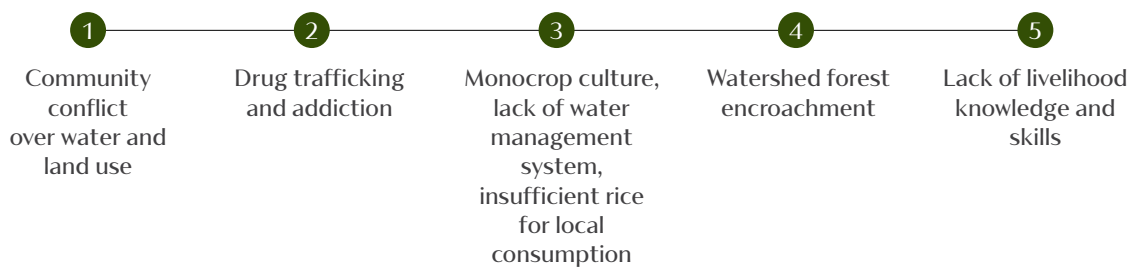 1
Community
conflict
over water and
land use
2
Drug trafficking
and addiction
3
Monocrop culture,
lack of water
management
system,
insufficient rice
for local
consumption
4
Watershed forest
encroachment
5
Lack of livelihood
knowledge and
skills